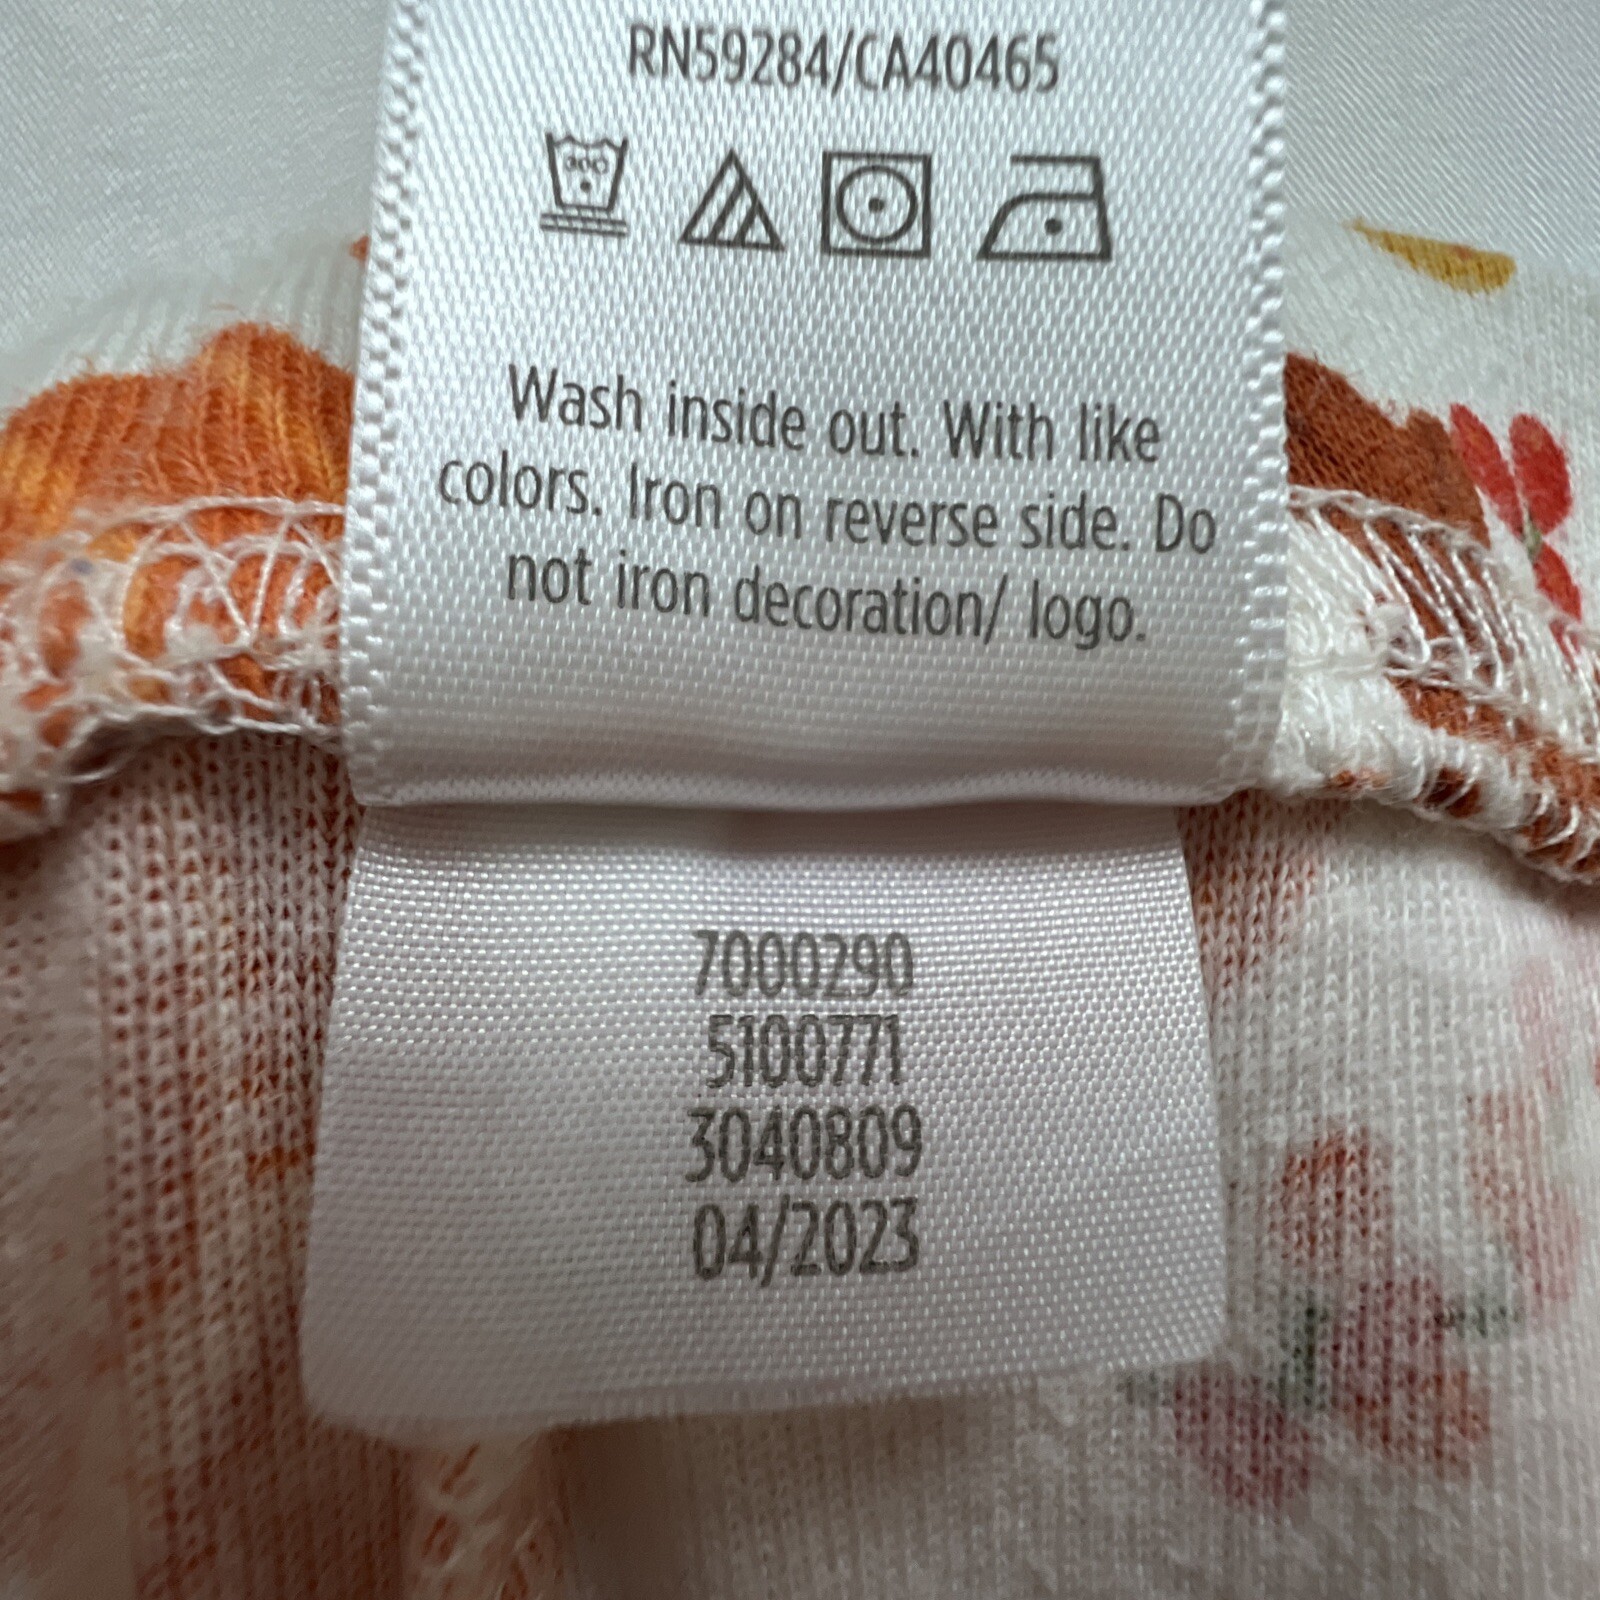 RN59284/CA40465
30C
Wash inside out. With like
colors. Iron on reverse side. Do
not iron decoration/ logo.
7000290
5100771
3040809
04/2023